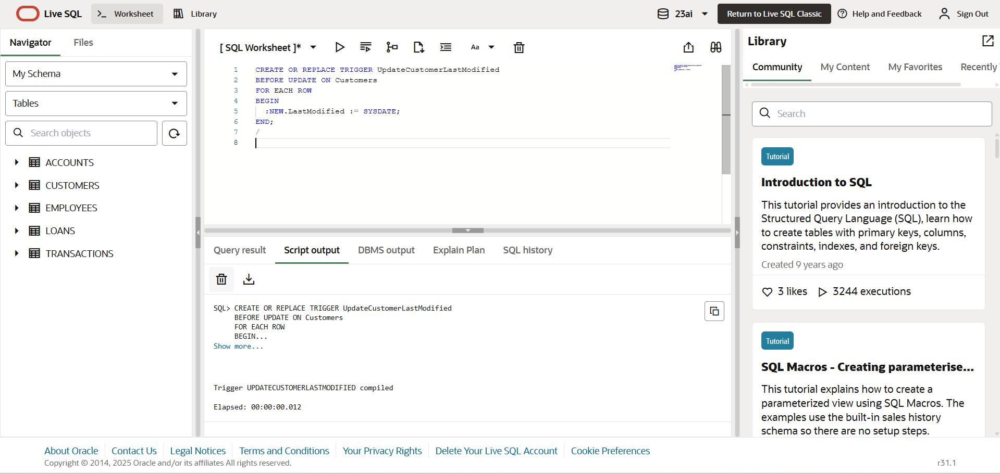 Live SQL
Worksheet
Library
23ai
Return to Live SQL Classic
Help and Feedback
Sign Out
Navigator
Files
My Schema
Tables
Search objects
ACCOUNTS
CUSTOMERS
EMPLOYEES
LOANS
TRANSACTIONS
[ SQL Worksheet ]*
Aa
1 CREATE OR REPLACE TRIGGER UpdateCustomerLastModified
2 BEFORE UPDATE ON Customers
3 FOR EACH ROW
4 BEGIN
5 :NEW.LastModified := SYSDATE;
6 END;
7 /
8
Query result
Script output
DBMS output
Explain Plan
SQL history
SQL> CREATE OR REPLACE TRIGGER UpdateCustomerLastModified
BEFORE UPDATE ON Customers
FOR EACH ROW
BEGIN...
Show more...
Trigger UPDATECUSTOMERLASTMODIFIED compiled
Elapsed: 00:00:00.012
Library
Community
My Content
My Favorites
Recently
Search
Tutorial
Introduction to SQL
This tutorial provides an introduction to the
Structured Query Language (SQL), learn how
to create tables with primary keys, columns,
constraints, indexes, and foreign keys.
Created 9 years ago
3 likes
3244 executions
Tutorial
SQL Macros - Creating parameterise...
This tutorial explains how to create a
parameterized view using SQL Macros. The
examples use the built-in sales history
schema so there are no setup steps.
About Oracle
Contact Us
Legal Notices
Terms and Conditions
Your Privacy Rights
Delete Your Live SQL Account
Cookie Preferences
Copyright © 2014, 2025 Oracle and/or its affiliates All rights reserved.
r31.1